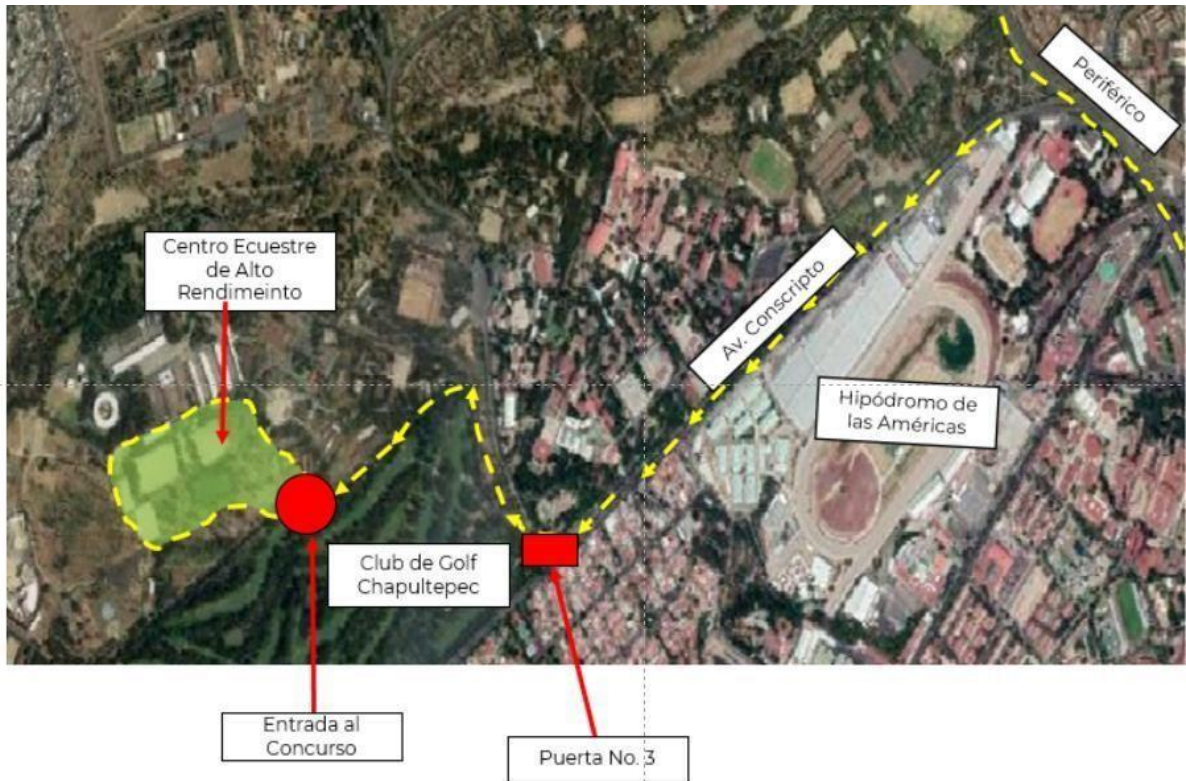 Periférico
Centro Ecuestre
de Alto
Rendimeinto
Av. Conscripto
Hipódromo de
las Américas
Club de Golf
Chapultepec
Entrada al
Concurso
Puerta No. 3